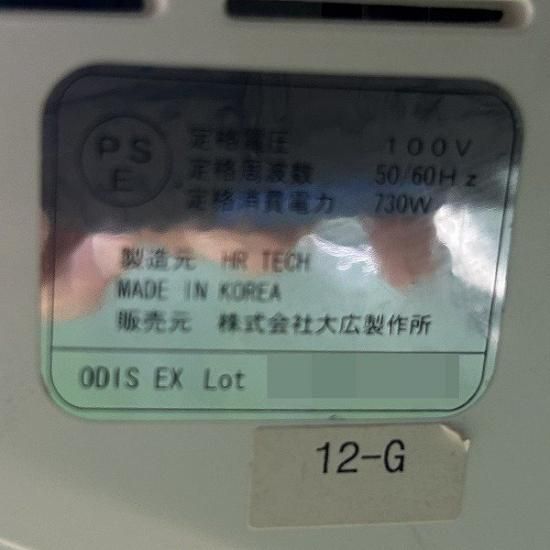 PS
E
定格電圧 100V
定格周波数 50/60Hz
定格消費電力 730W
製造元 HR TECH
MADE IN KOREA
販売元 株式会社大広製作所
ODIS EX Lot
12-G